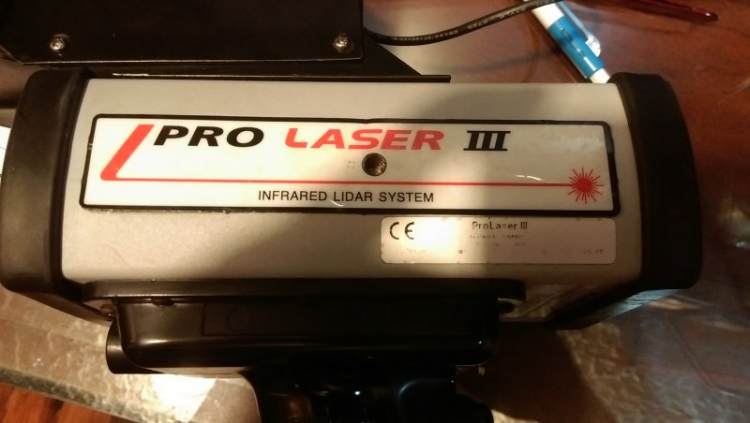 PRO LASER III
INFRARED LIDAR SYSTEM
CE
ProLaser III